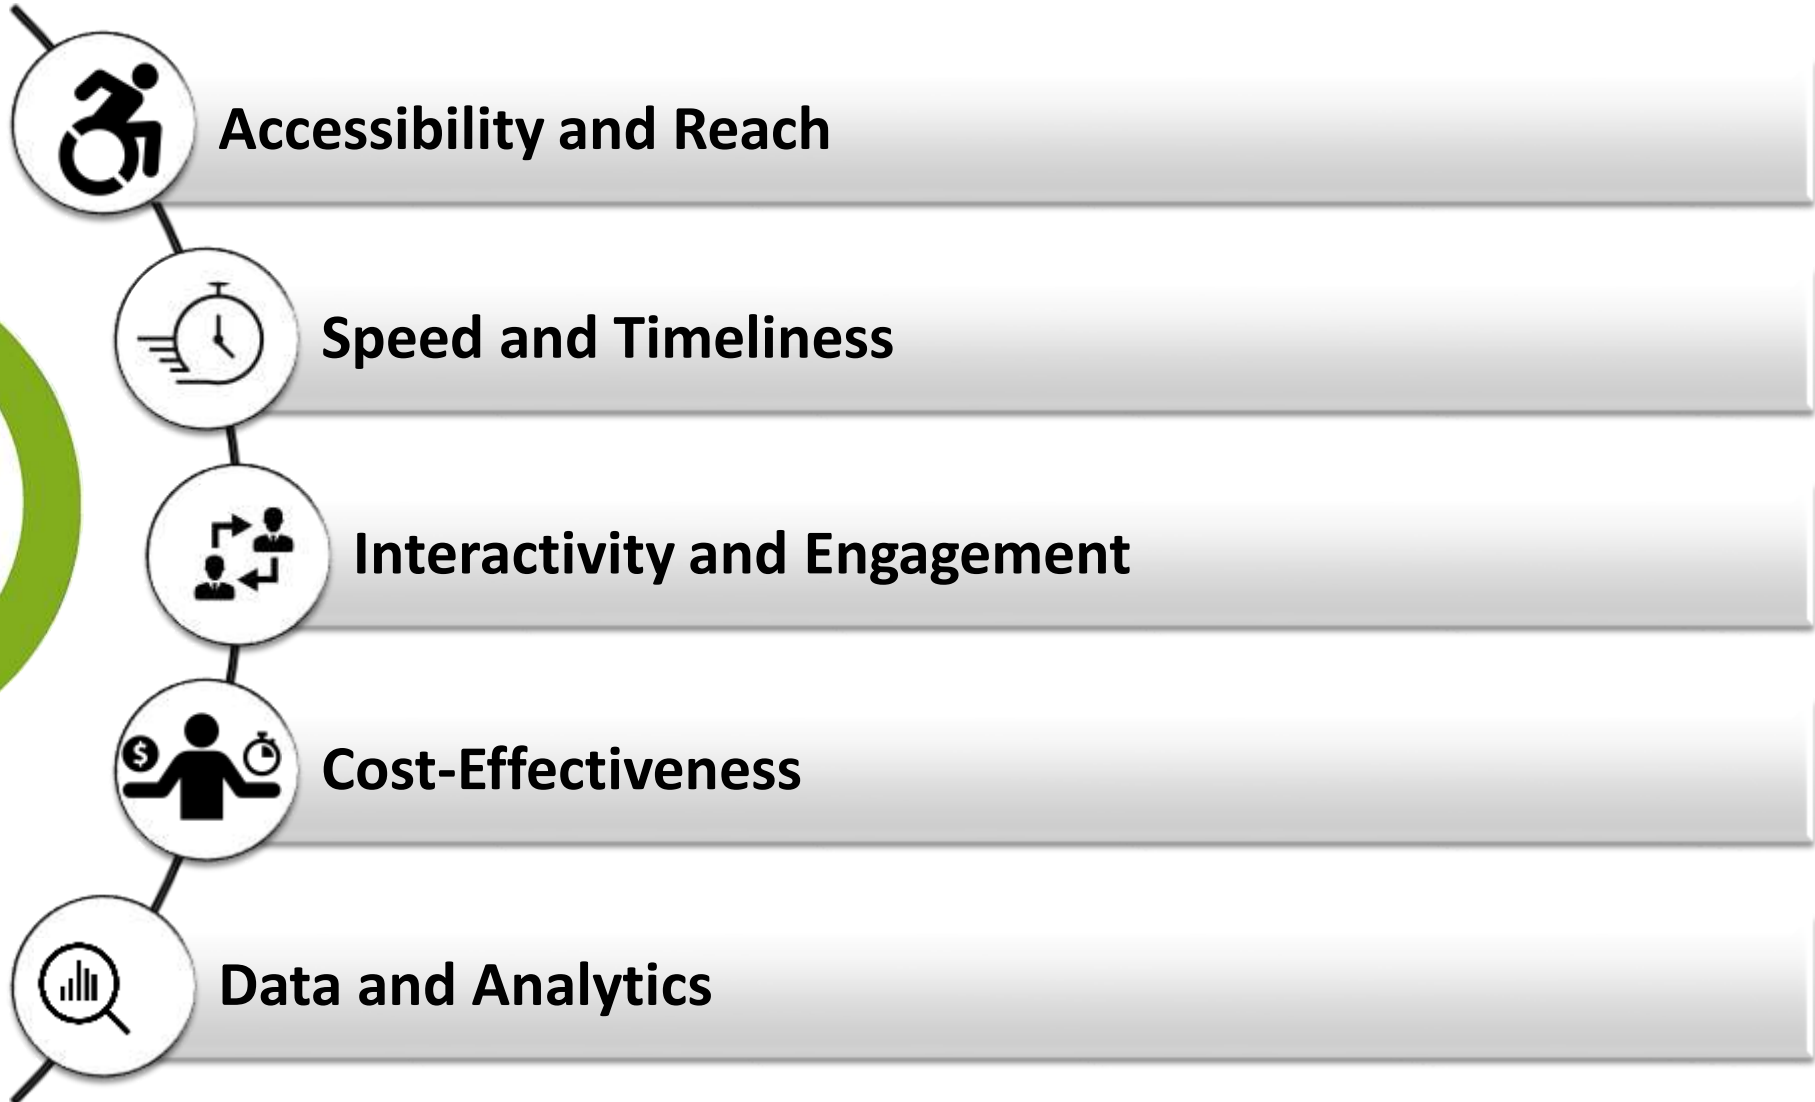 Accessibility and Reach
Speed and Timeliness
Interactivity and Engagement
$
Cost-Effectiveness
Data and Analytics